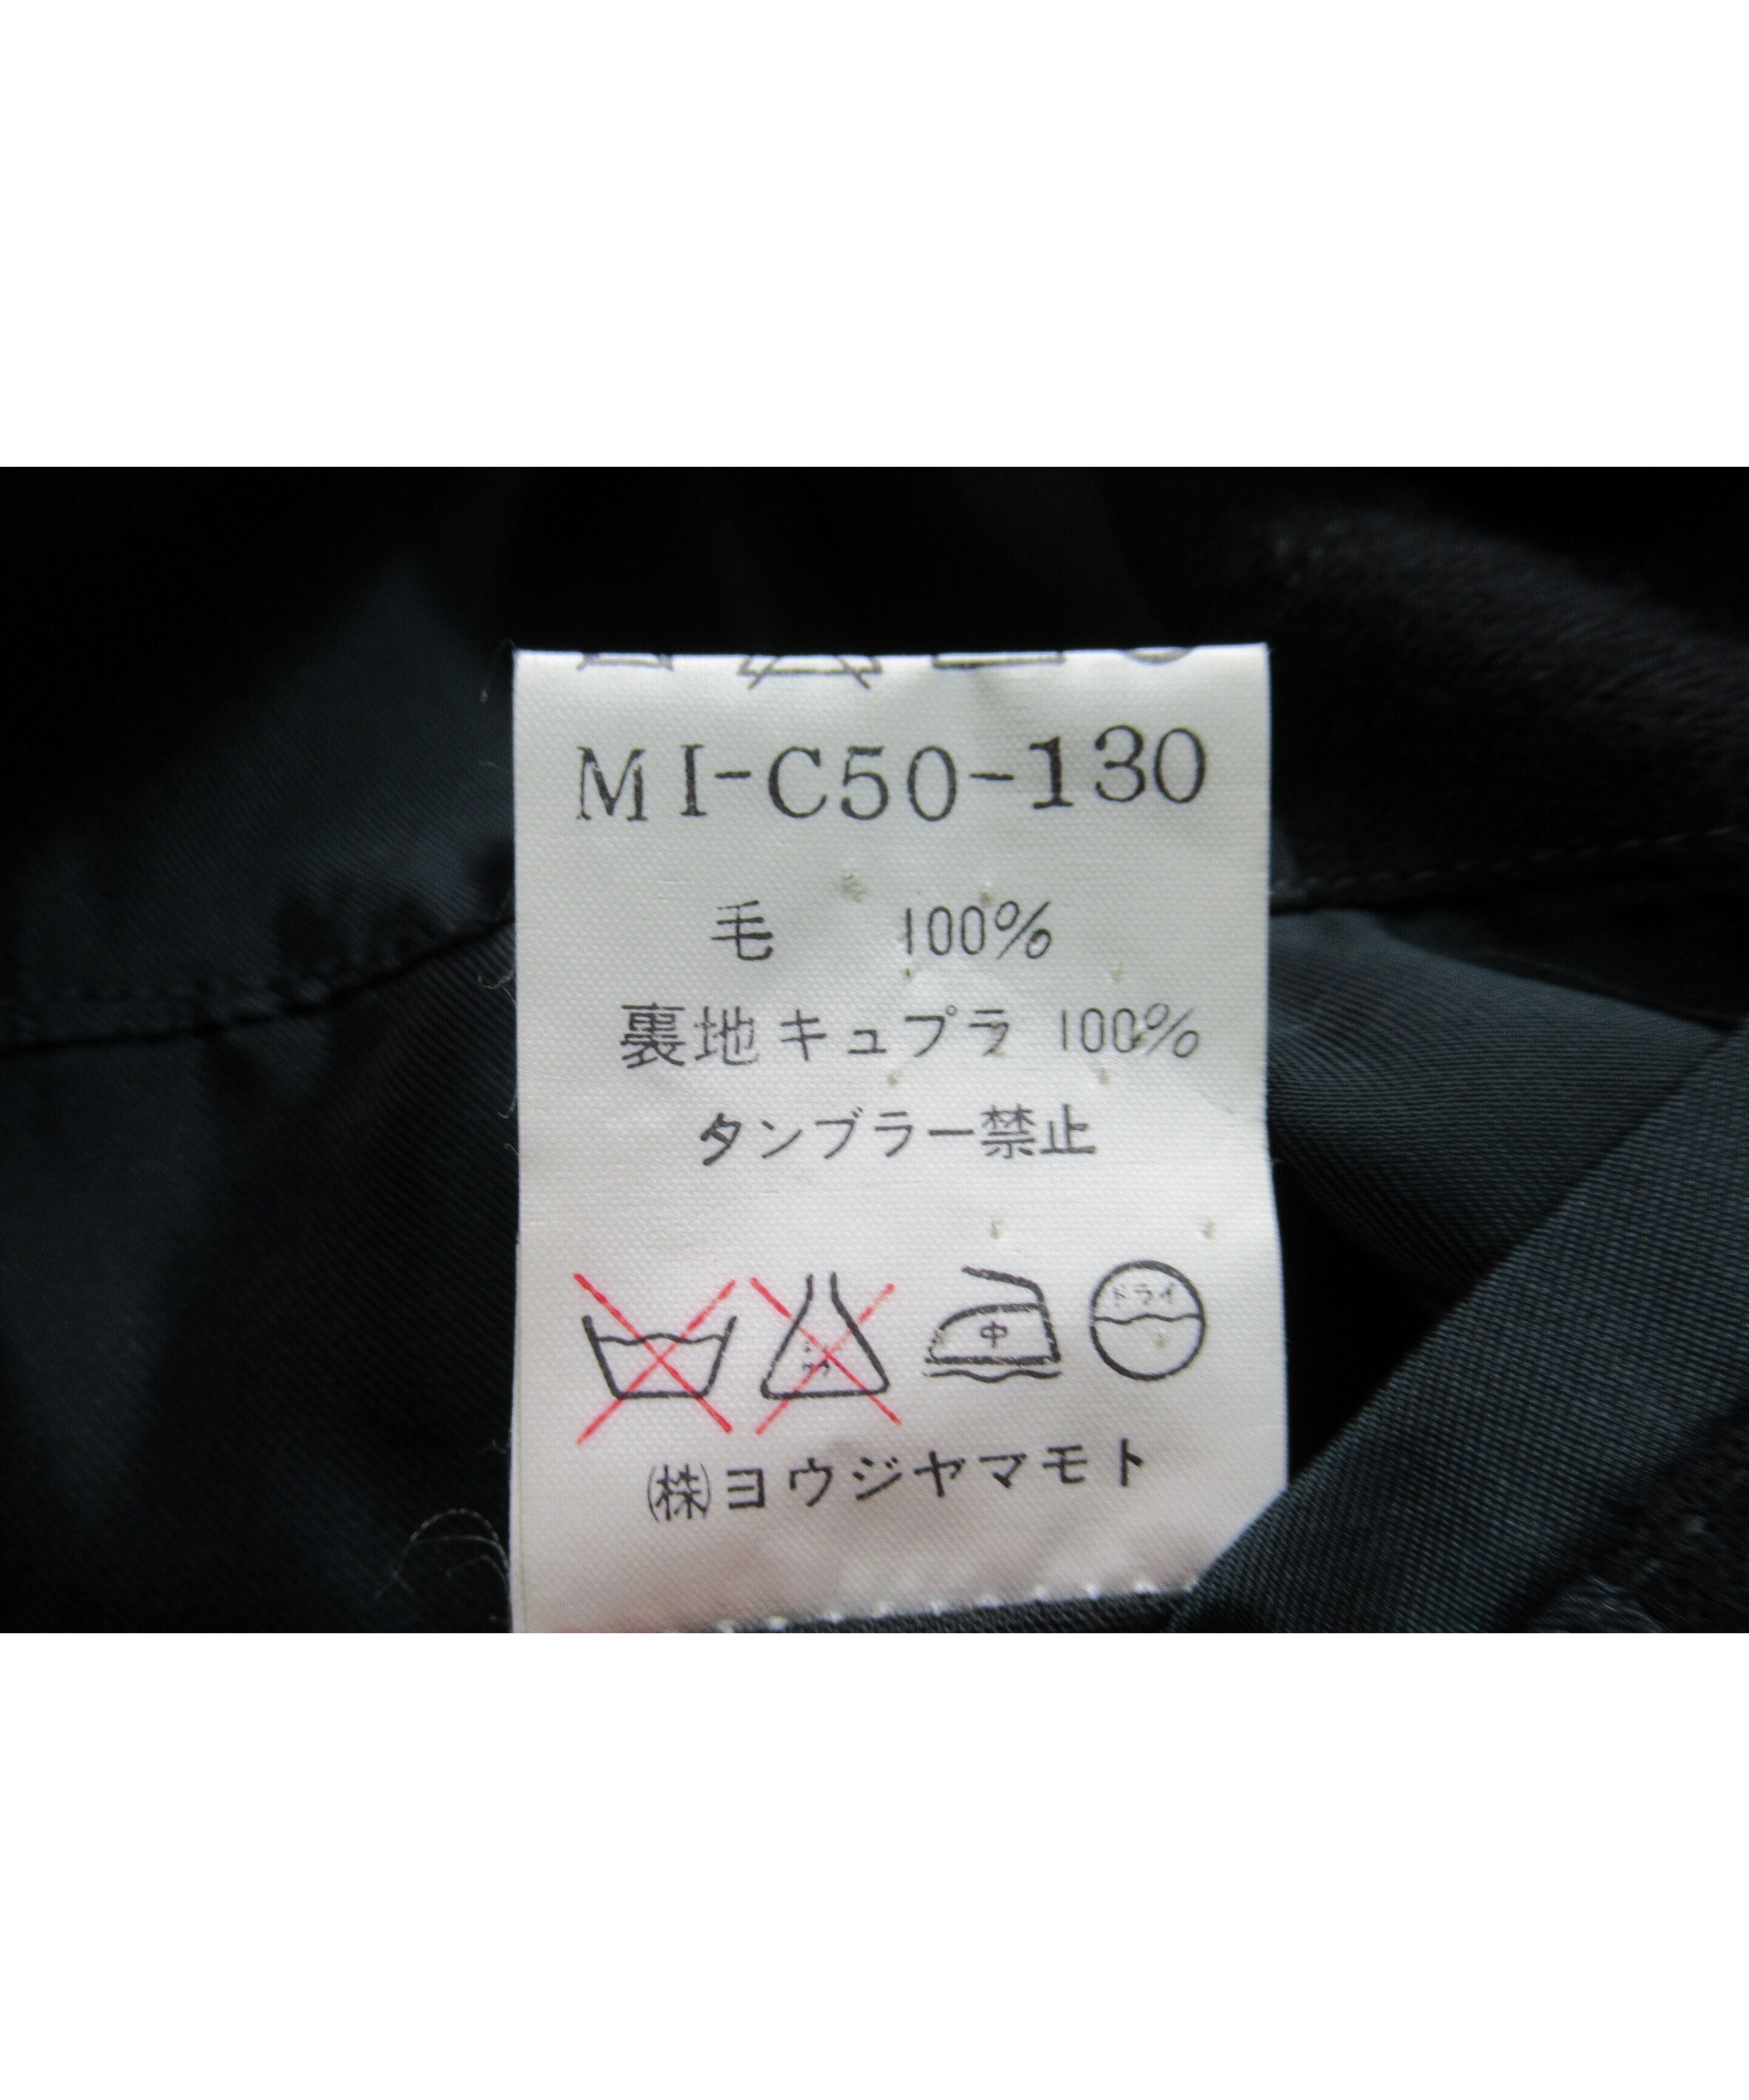 MI-C50-130
毛 100%
裏地キュプラ 100%
タンブラー禁止
中 ドライ
㈱ヨウジヤマモト